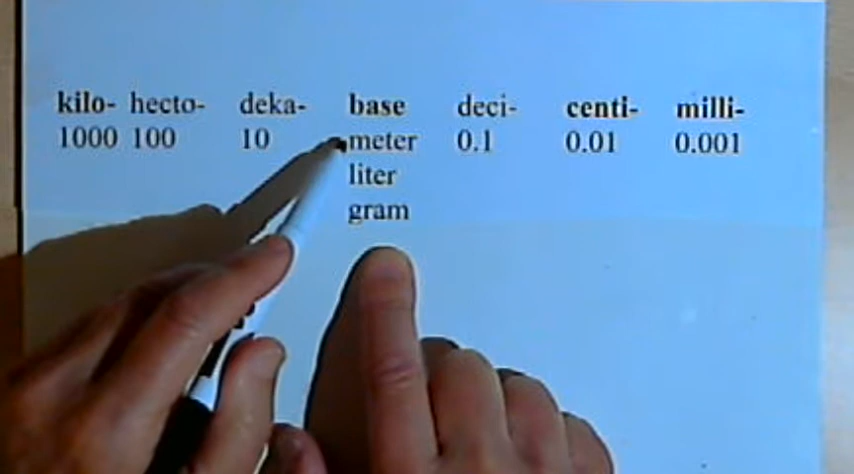 kilo- hecto- deka- base deci- centi- milli-
1000 100 10 meter 0.1 0.01 0.001
liter
gram